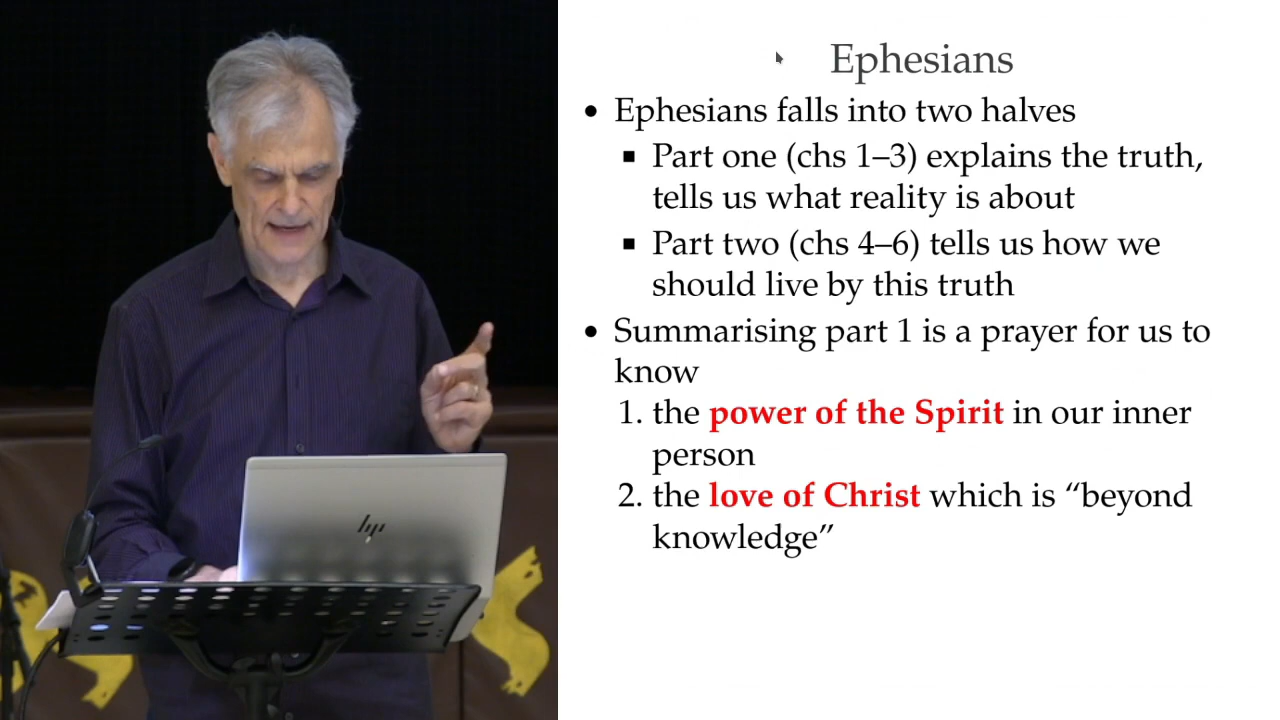 Ephesians
• Ephesians falls into two halves
▪ Part one (chs 1–3) explains the truth,
tells us what reality is about
▪ Part two (chs 4–6) tells us how we
should live by this truth
• Summarising part 1 is a prayer for us to
know
1. the power of the Spirit in our inner
person
2. the love of Christ which is “beyond
knowledge”
hp